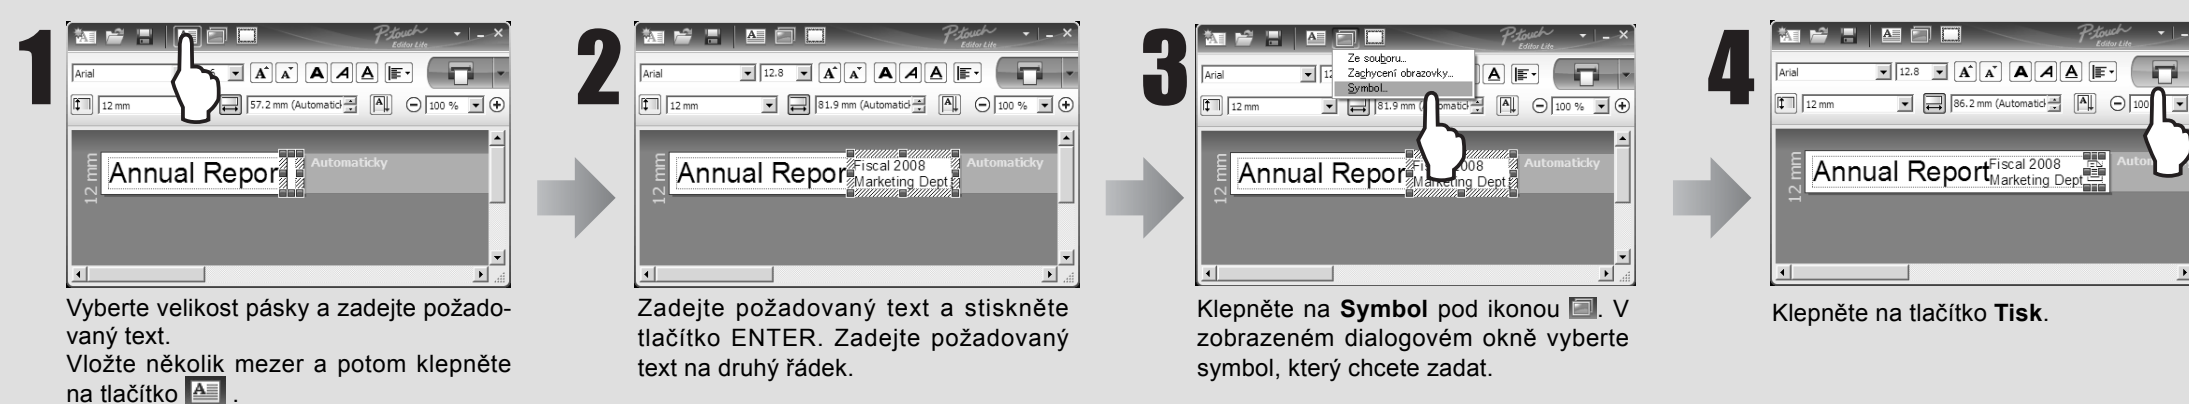 1
P-touch
Editor Lite
Arial
12 mm
57.2 mm (Automatick
100 %
12 mm
Annual Repor
Automaticky
Vyberte velikost pásky a zadejte požado-
vaný text.
Vložte několik mezer a potom klepněte
na tlačítko .
2
P-touch
Editor Lite
Arial
12.8
12 mm
81.9 mm (Automatick
100 %
12 mm
Annual Repor
Fiscal 2008
Marketing Dept
Automaticky
Zadejte požadovaný text a stiskněte
tlačítko ENTER. Zadejte požadovaný
text na druhý řádek.
3
P-touch
Editor Lite
Ze souboru...
Zachycení obrazovky...
Symbol...
Arial
12 mm
81.9 mm
100 %
12 mm
Annual Repor
Marketing Dept
Automaticky
Klepněte na Symbol pod ikonou . V
zobrazeném dialogovém okně vyberte
symbol, který chcete zadat.
4
P-touch
Editor Lite
Arial
12.8
12 mm
86.2 mm (Automatick
100
12 mm
Annual Report
Fiscal 2008
Marketing Dept
Klepněte na tlačítko Tisk.